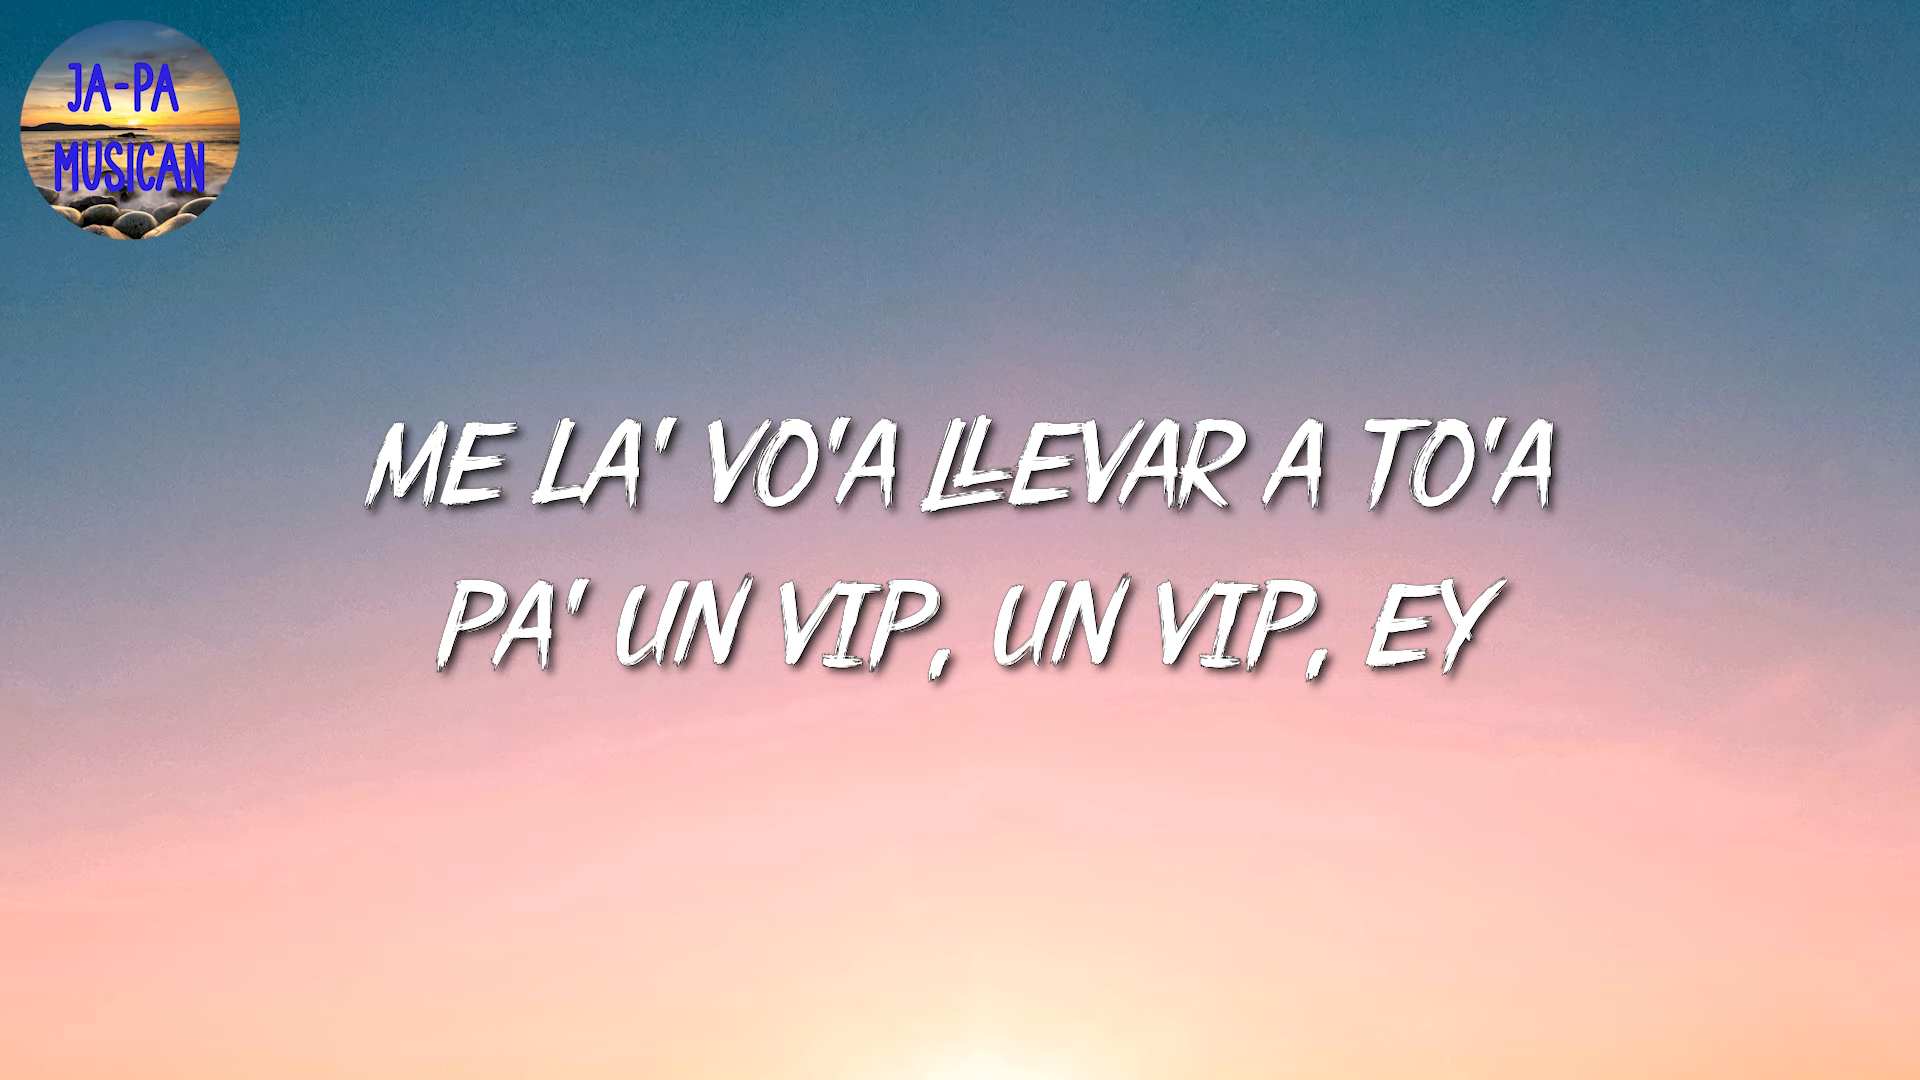 JA-PA
MUSICAN
ME LA' VO'A LLEVAR A TO'A
PA' UN VIP, UN VIP, EY